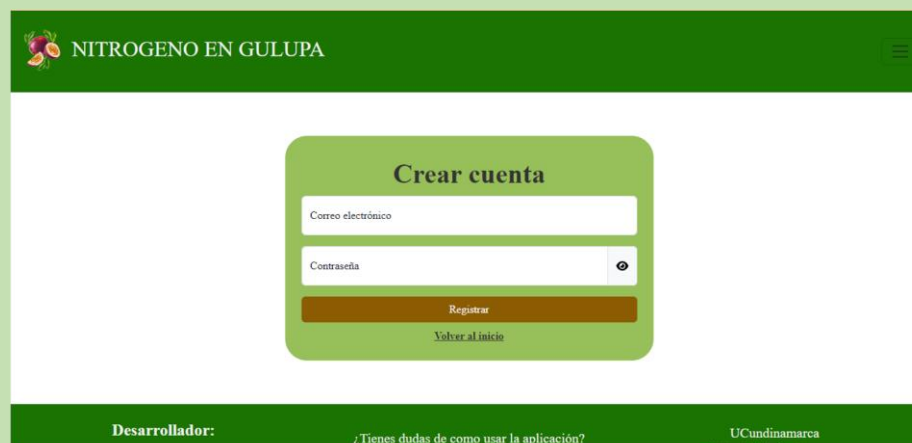 NITROGENO EN GULUPA
Crear cuenta
Correo electrónico
Contraseña
Registrar
Volver al inicio
Desarrollador:
¿Tienes dudas de como usar la aplicación?
UCundinamarca